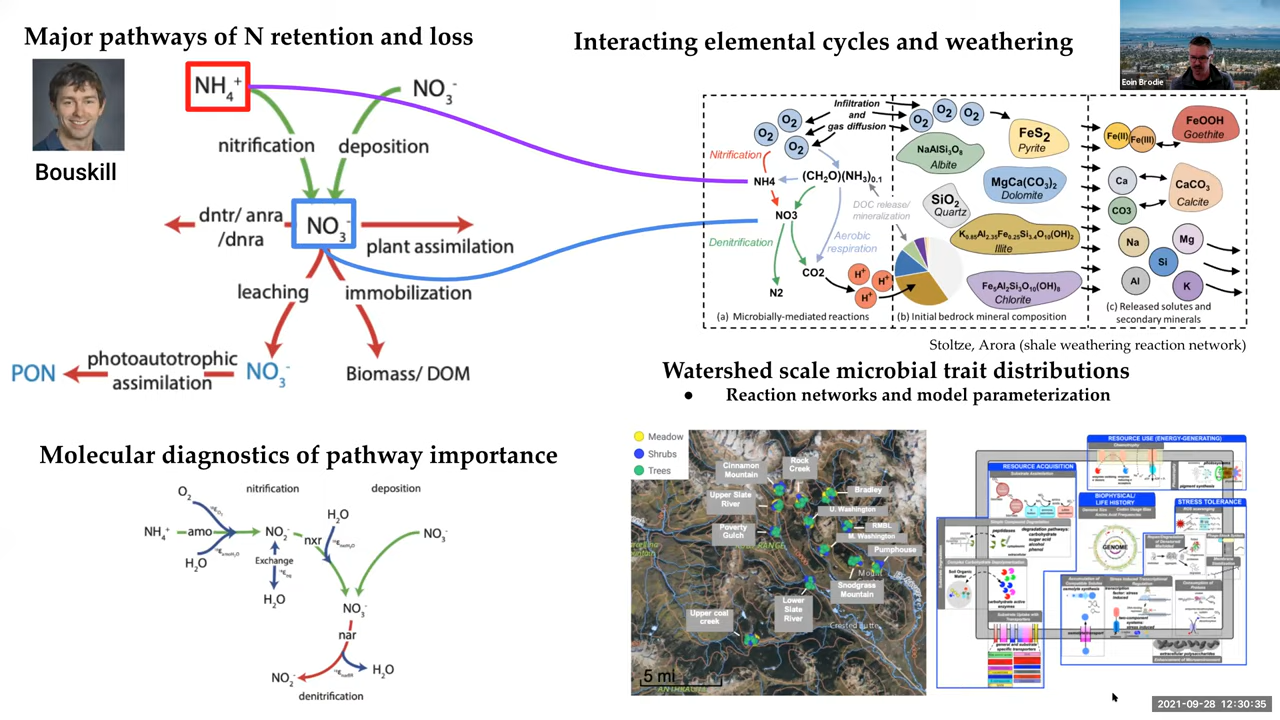 Major pathways of N retention and loss
Bouskill
NH4+
NO3-
nitrification
deposition
dntr/ anra
/dnra
NO3-
plant assimilation
leaching
immobilization
PON
photoautotrophic
assimilation
NO3-
Biomass/ DOM
Interacting elemental cycles and weathering
Eoin Brodie
Infiltration
and
gas diffusion
O2
O2
O2
O2
O2
O2
O2
Nitrification
NH4
(CH2O)(NH3)0.1
DOC release/
mineralization
NO3
Denitrification
Aerobic
respiration
CO2
N2
H+
H+
H+
(a) Microbially-mediated reactions
NaAlSi3O8
Albite
FeS2
Pyrite
MgCa(CO3)2
Dolomite
SiO2
Quartz
K0.65Al2.35Fe0.25Si3.4O10(OH)2
Illite
Fe5Al2Si3O10(OH)8
Chlorite
(b) Initial bedrock mineral composition
Fe(II)
Fe(III)
FeOOH
Goethite
Ca
CaCO3
Calcite
CO3
Na
Mg
Si
Al
K
(c) Released solutes and
secondary minerals
Stoltze, Arora (shale weathering reaction network)
Watershed scale microbial trait distributions
● Reaction networks and model parameterization
Molecular diagnostics of pathway importance
nitrification
deposition
O2
NH4+
amo
NO2-
nxr
H2O
NO3-
H2O
Exchange
H2O
NO3-
nar
H2O
NO2-
denitrification
Meadow
Shrubs
Trees
Cinnamon
Mountain
Rock
Creek
Upper Slate
River
Bradley
U. Washington
Poverty
Gulch
RMBL
M. Washington
Pumphouse
Snodgrass
Mountain
Lower
Slate
River
Upper coal
creek
Crested Butte
5 mi
RESOURCE USE (ENERGY-GENERATING)
RESOURCE ACQUISITION
BIOPHYSICAL/
LIFE HISTORY
STRESS TOLERANCE
GENOME
2021-09-28 12:30:35